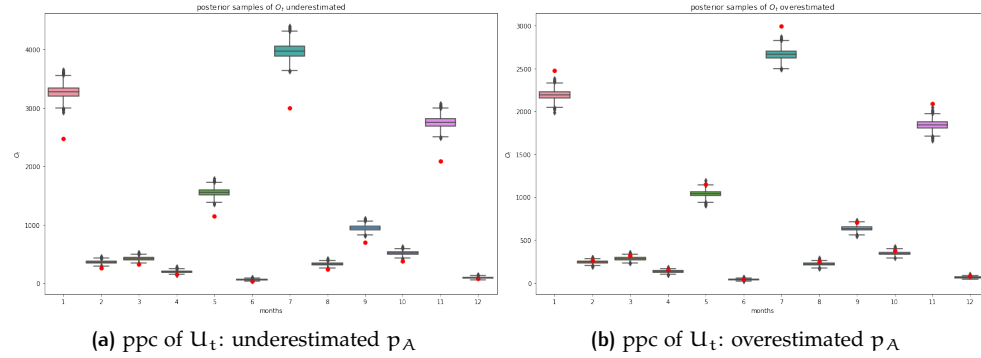 posterior samples of O_t underestimated
4000
3000
2000
1000
0
O_t
1 2 3 4 5 6 7 8 9 10 11 12
months
(a) ppc of U_t: underestimated p_A
posterior samples of O_t overestimated
3000
2500
2000
1500
1000
500
0
O_t
1 2 3 4 5 6 7 8 9 10 11 12
months
(b) ppc of U_t: overestimated p_A